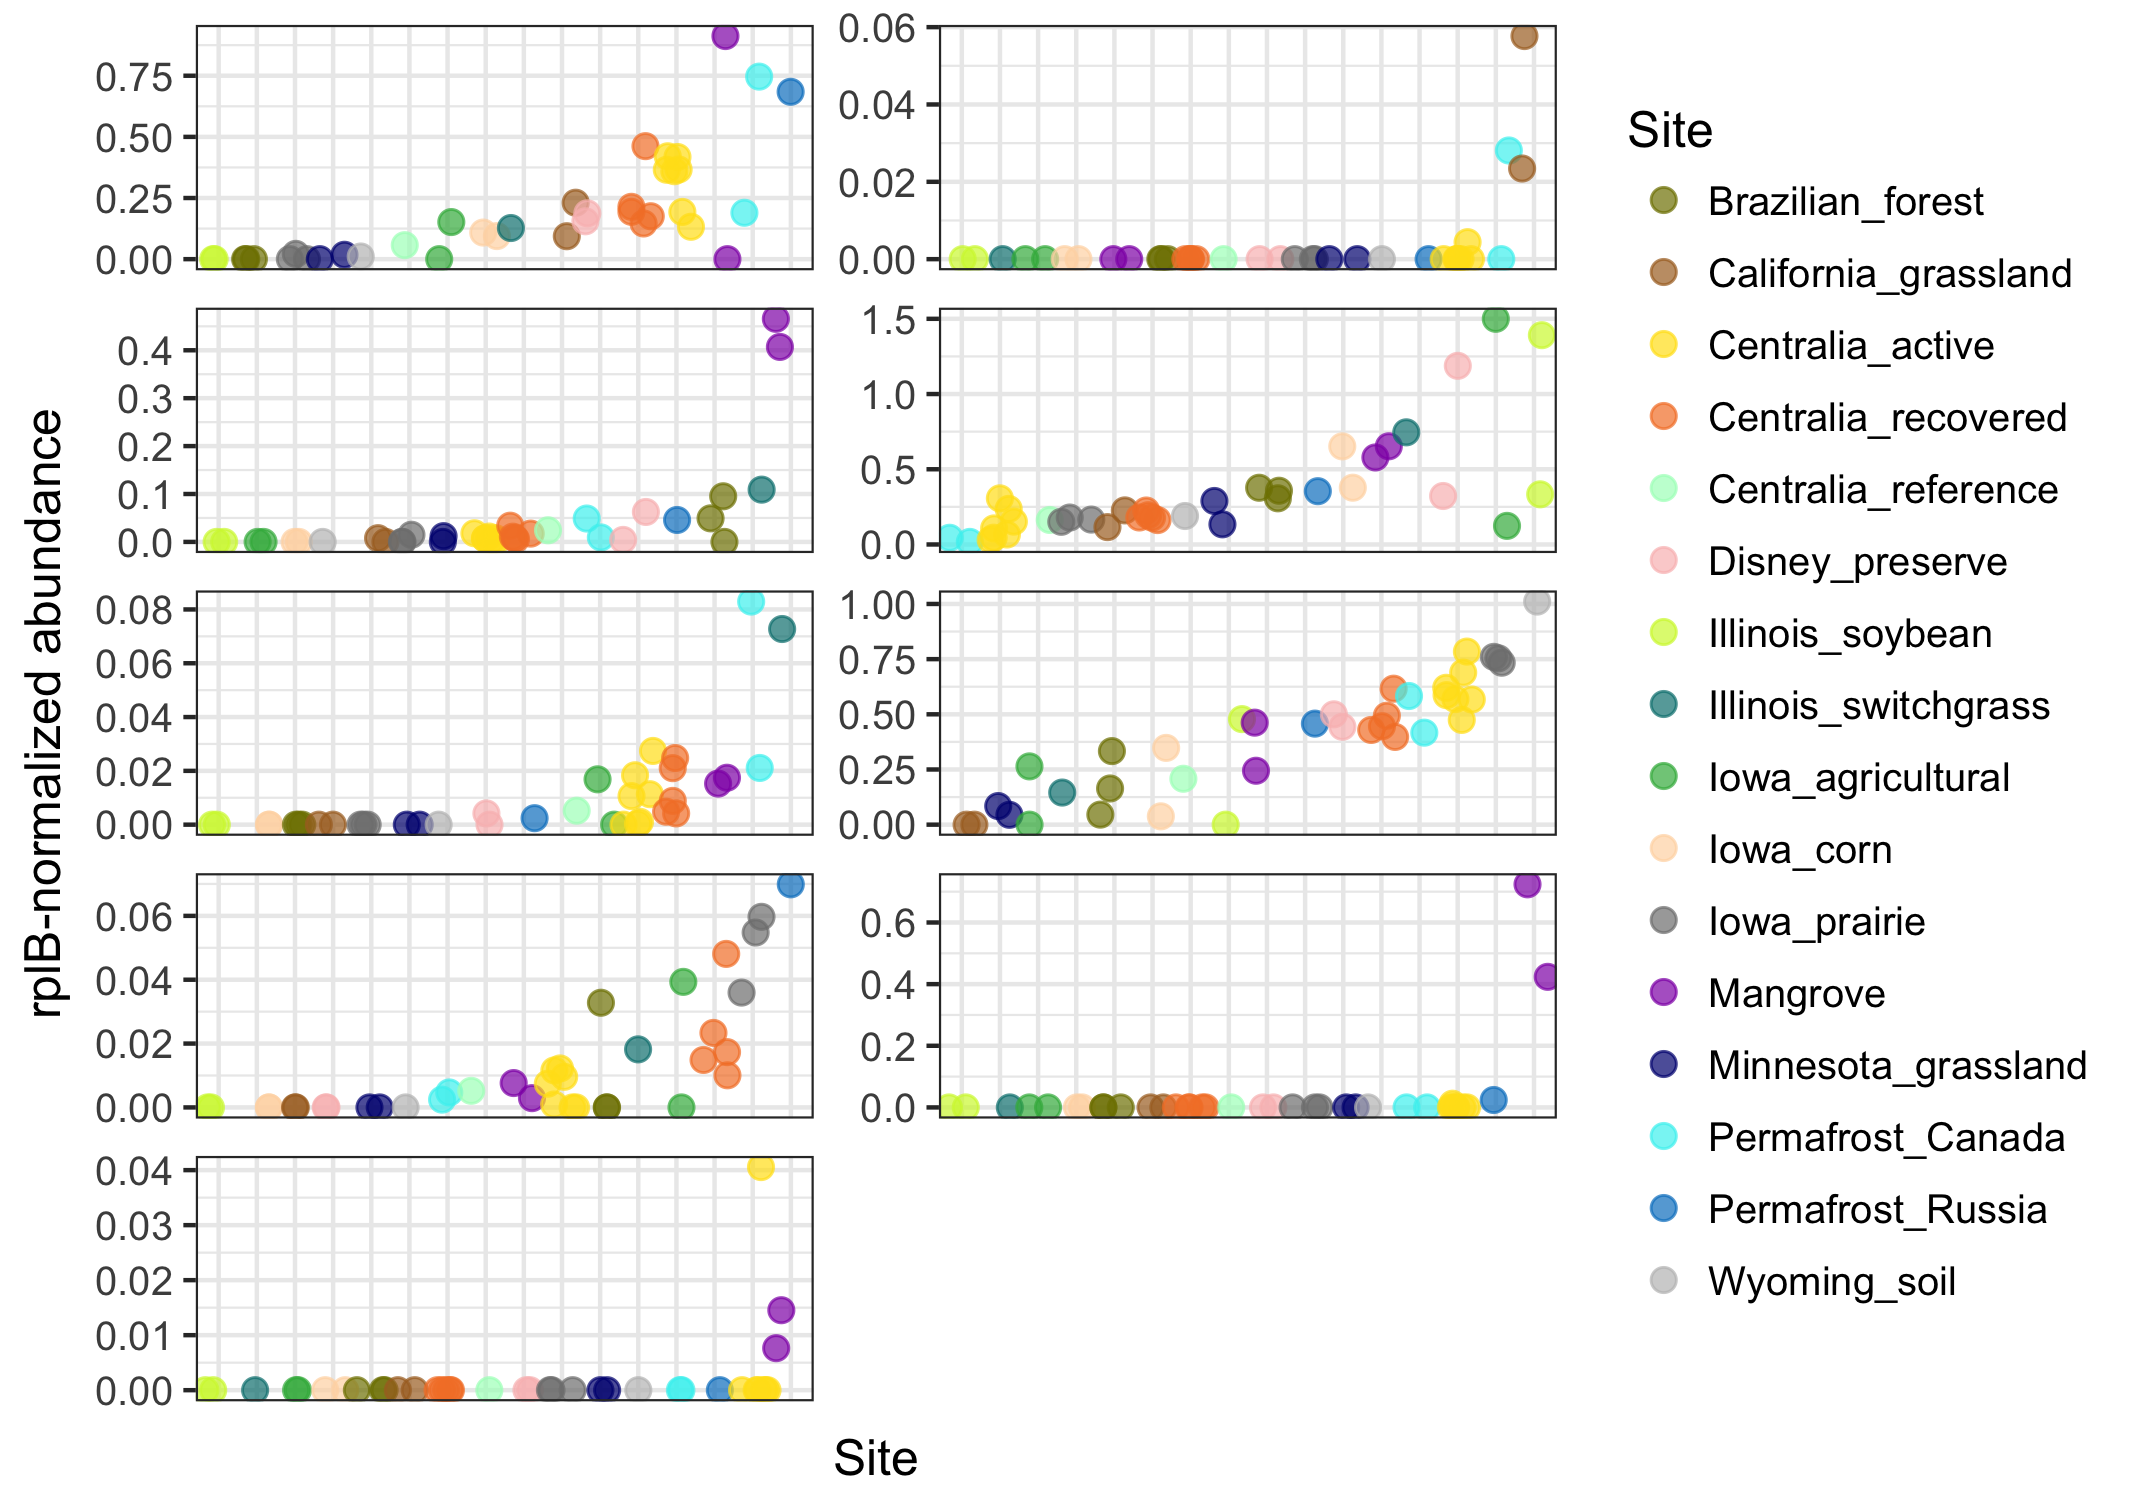 0.75
0.50
0.25
0.00
0.06
0.04
0.02
0.00
0.4
0.3
0.2
0.1
0.0
1.5
1.0
0.5
0.0
0.08
0.06
0.04
0.02
0.00
1.00
0.75
0.50
0.25
0.00
0.06
0.04
0.02
0.00
0.6
0.4
0.2
0.0
0.04
0.03
0.02
0.01
0.00
rplB-normalized abundance
Site
Site
Brazilian_forest
California_grassland
Centralia_active
Centralia_recovered
Centralia_reference
Disney_preserve
Illinois_soybean
Illinois_switchgrass
Iowa_agricultural
Iowa_corn
Iowa_prairie
Mangrove
Minnesota_grassland
Permafrost_Canada
Permafrost_Russia
Wyoming_soil